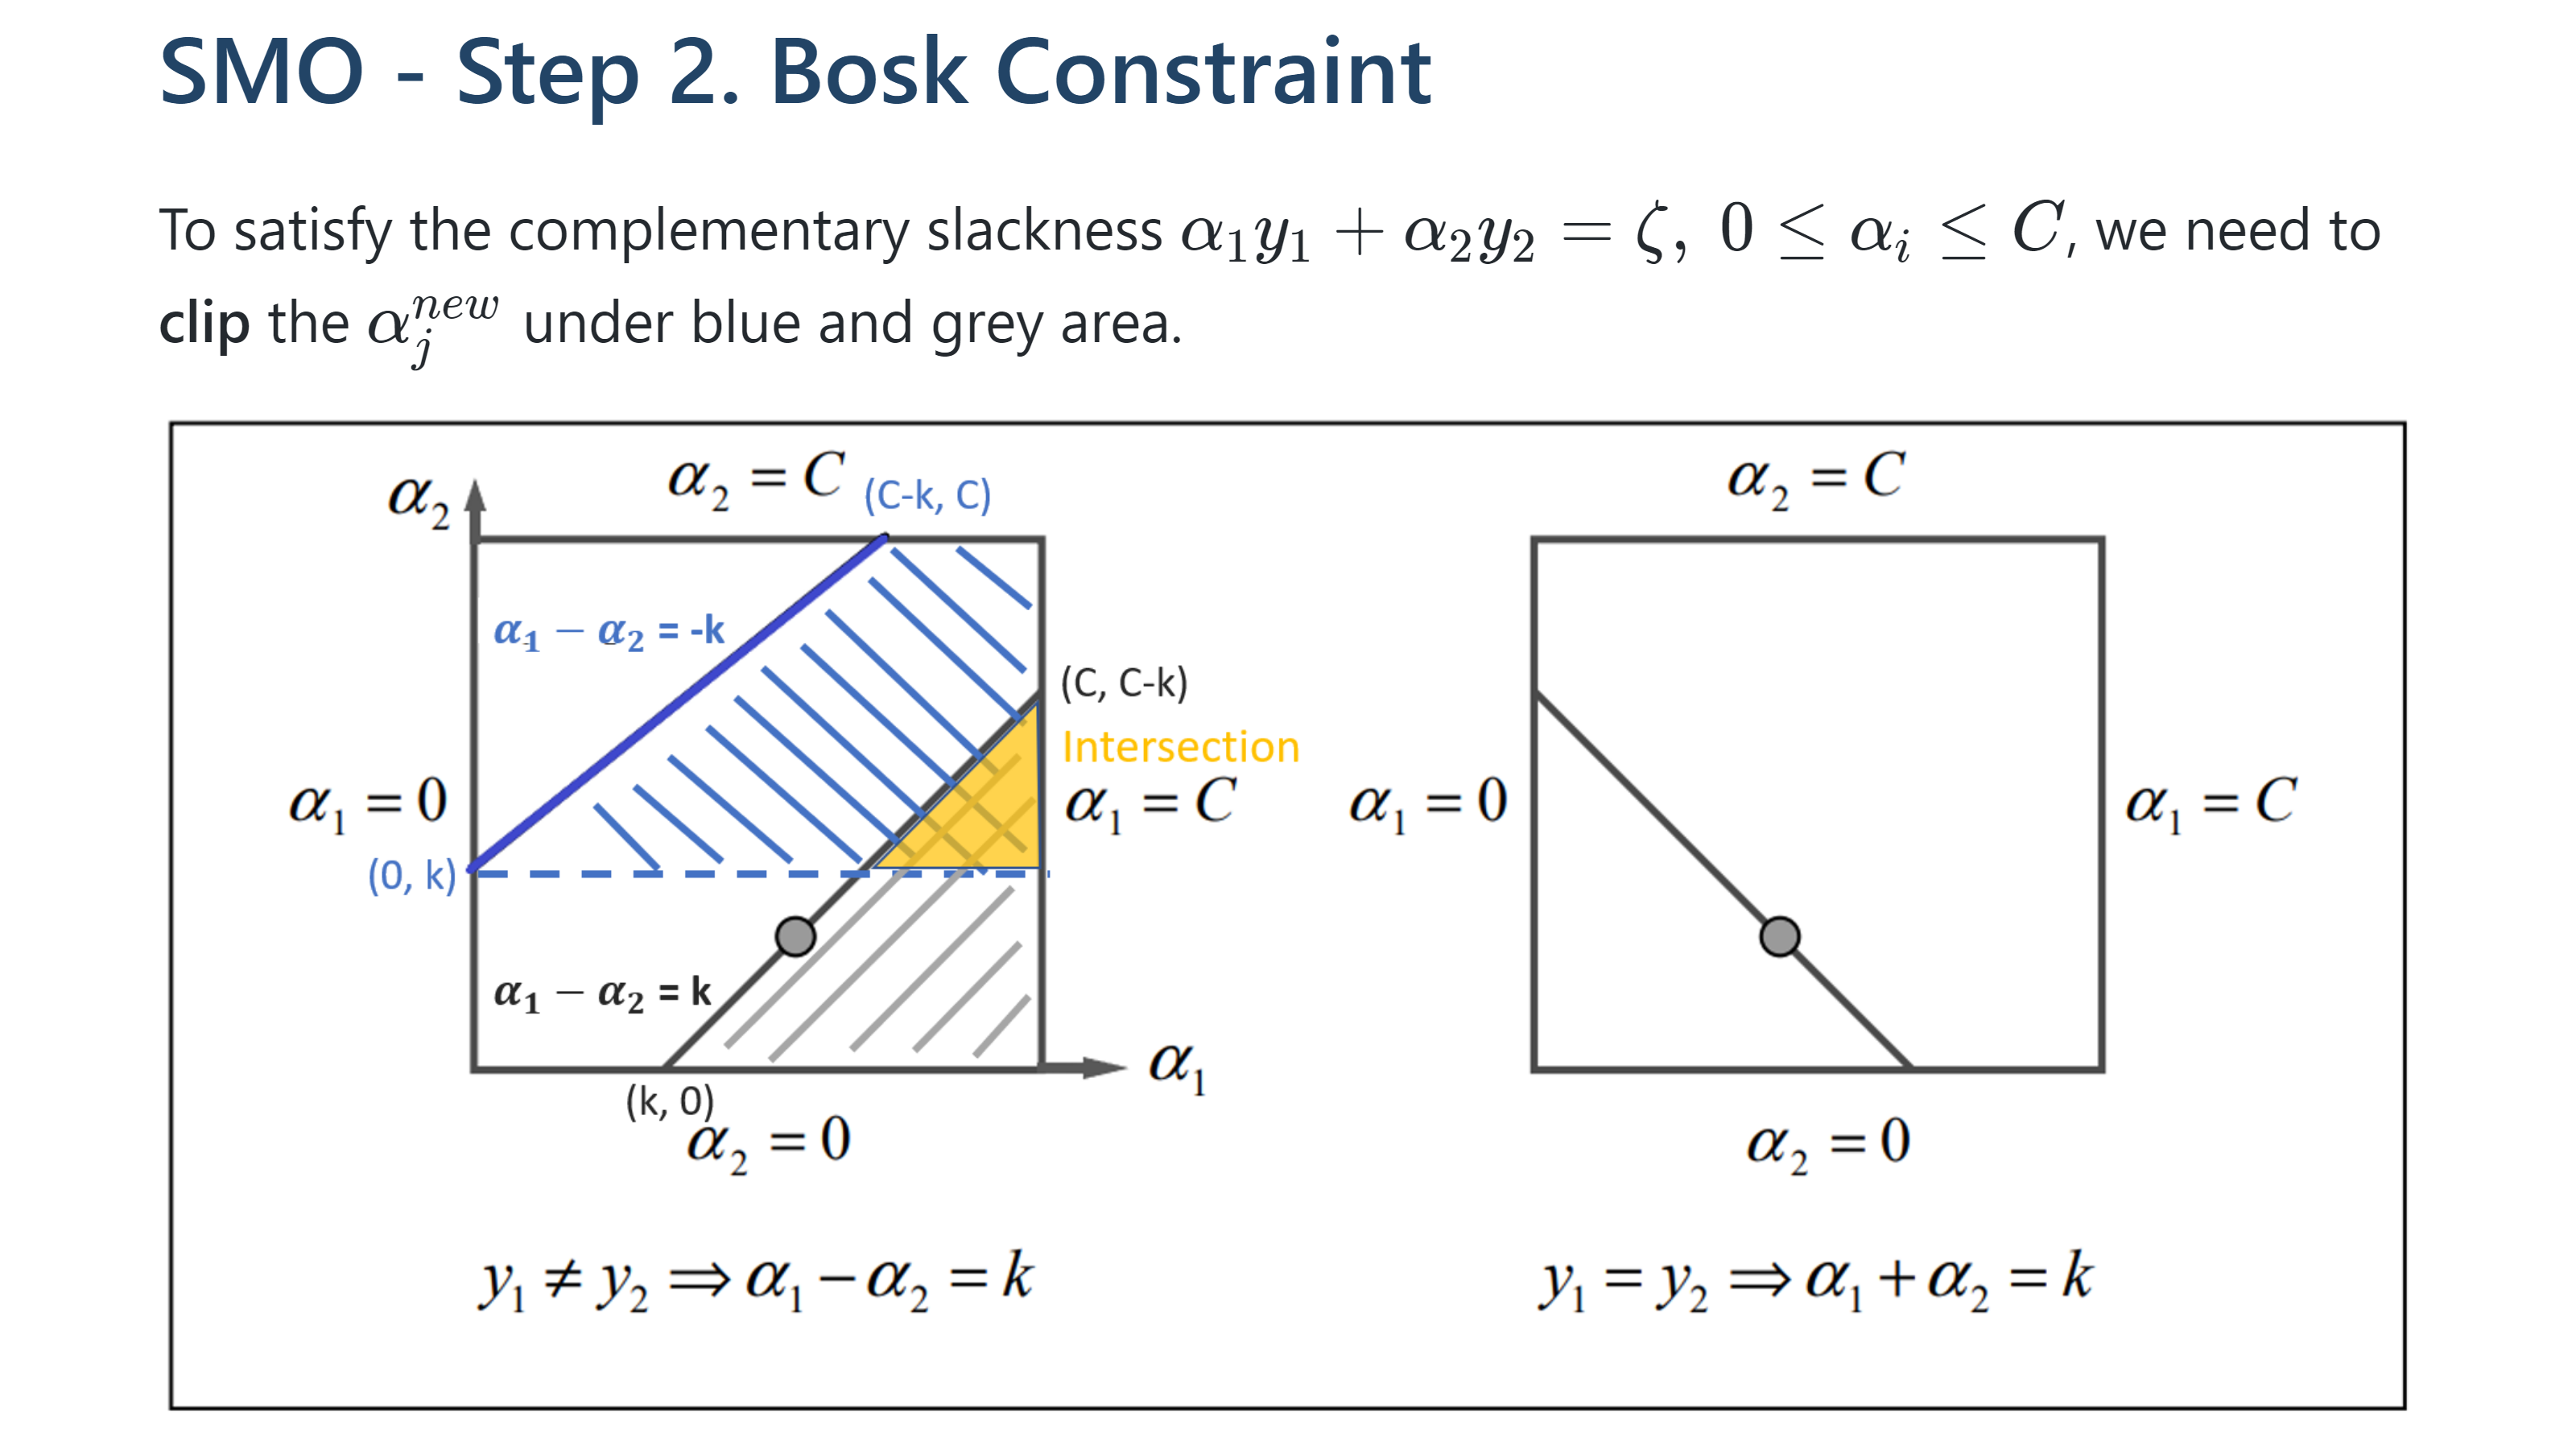 SMO - Step 2. Bosk Constraint
To satisfy the complementary slackness α₁y₁ + α₂y₂ = ζ, 0 ≤ αᵢ ≤ C, we need to
clip the αⱼⁿᵉʷ under blue and grey area.
α₂
α₂ = C
(C-k, C)
α₁ − α₂ = -k
(C, C-k)
Intersection
α₁ = 0
α₁ = C
(0, k)
α₁ − α₂ = k
α₁
(k, 0)
α₂ = 0
y₁ ≠ y₂ ⇒ α₁ − α₂ = k
α₂ = C
α₁ = 0
α₁ = C
α₂ = 0
y₁ = y₂ ⇒ α₁ + α₂ = k